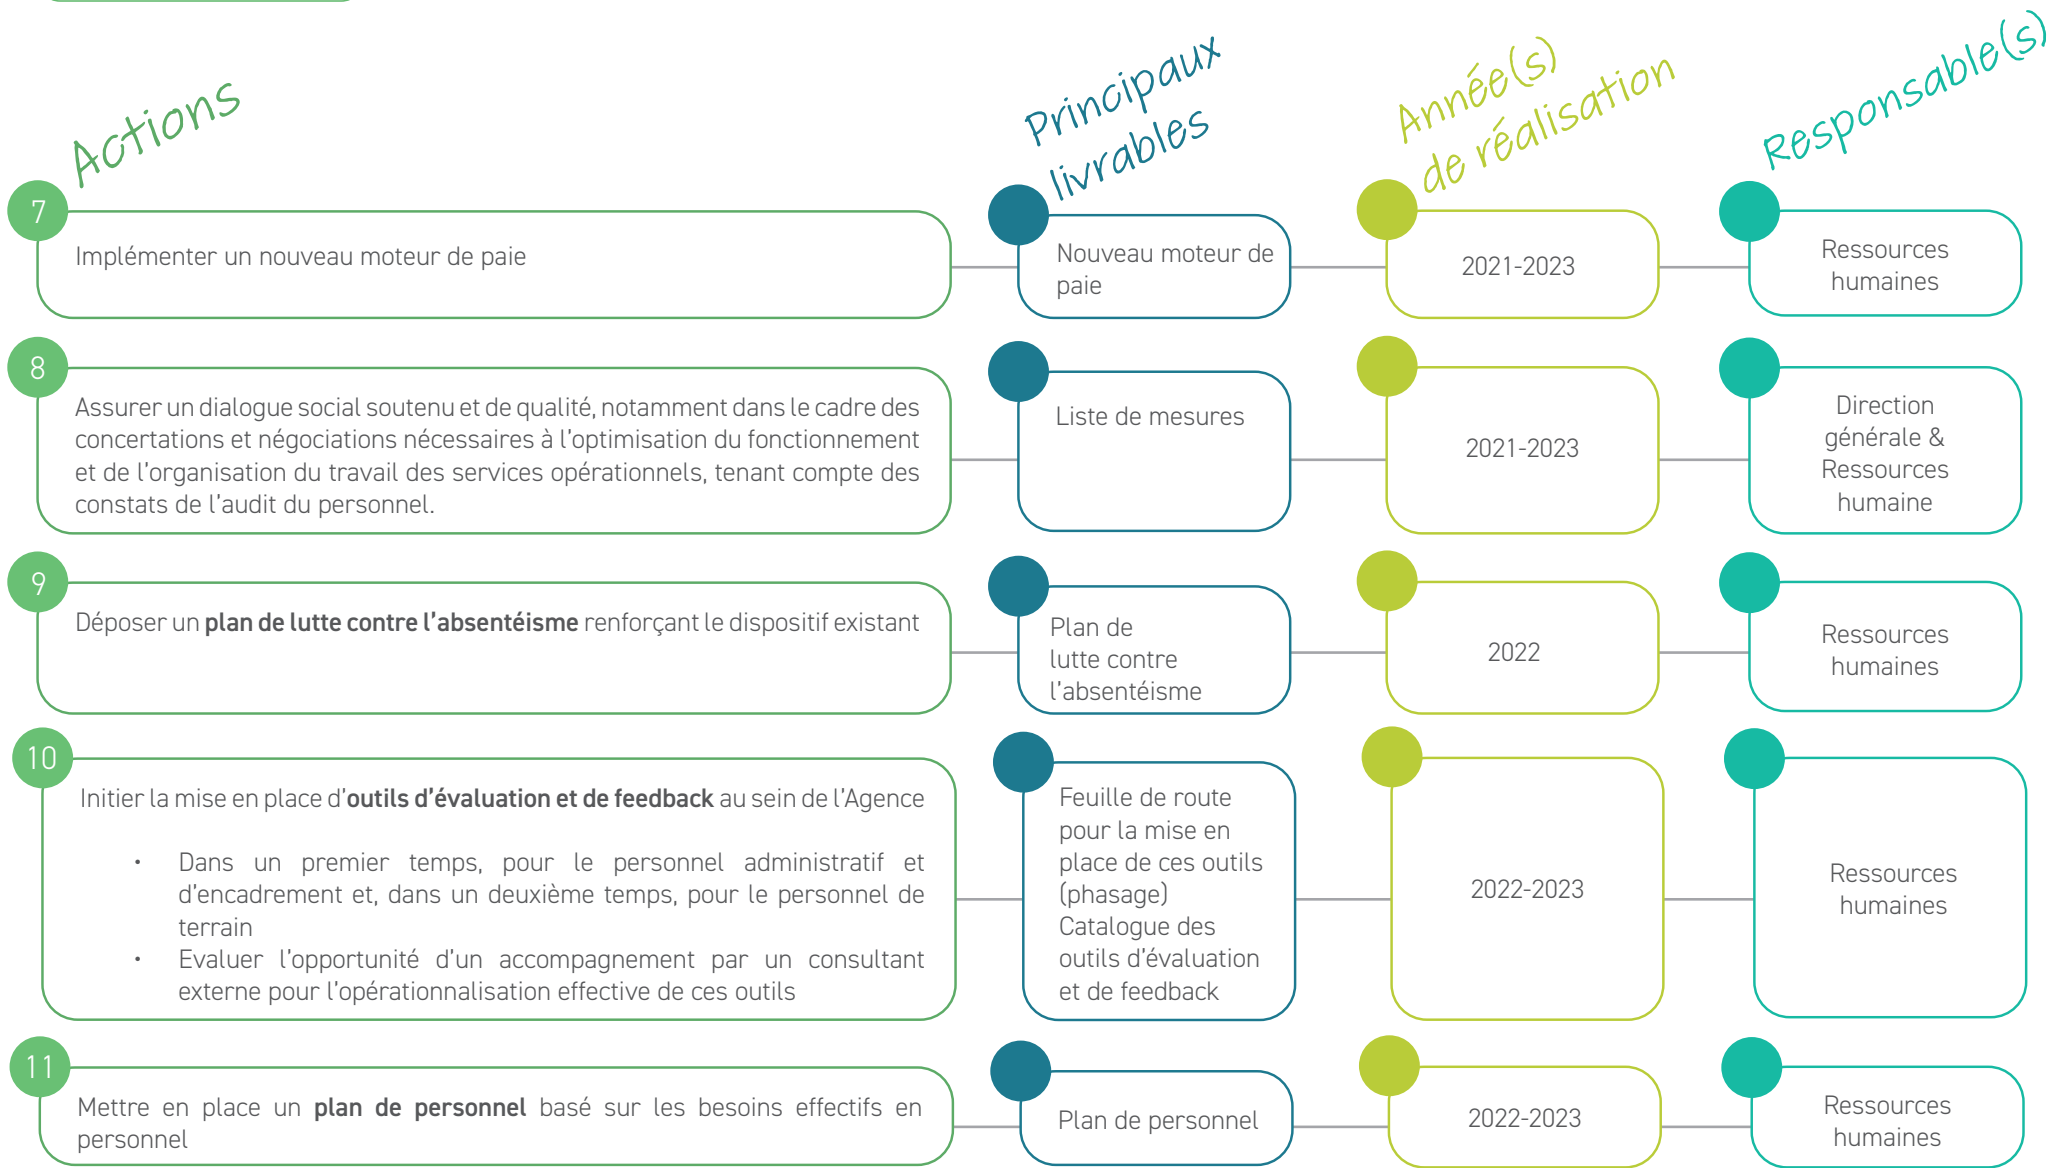 Actions
Principaux
livrables
Année(s)
de réalisation
Responsable(s)
7
Implémenter un nouveau moteur de paie
Nouveau moteur de
paie
2021-2023
Ressources
humaines
8
Assurer un dialogue social soutenu et de qualité, notamment dans le cadre des
concertations et négociations nécessaires à l'optimisation du fonctionnement
et de l'organisation du travail des services opérationnels, tenant compte des
constats de l'audit du personnel.
Liste de mesures
2021-2023
Direction
générale &
Ressources
humaine
9
Déposer un plan de lutte contre l'absentéisme renforçant le dispositif existant
Plan de
lutte contre
l'absentéisme
2022
Ressources
humaines
10
Initier la mise en place d'outils d'évaluation et de feedback au sein de l'Agence
• Dans un premier temps, pour le personnel administratif et
d'encadrement et, dans un deuxième temps, pour le personnel de
terrain
• Evaluer l'opportunité d'un accompagnement par un consultant
externe pour l'opérationnalisation effective de ces outils
Feuille de route
pour la mise en
place de ces outils
(phasage)
Catalogue des
outils d'évaluation
et de feedback
2022-2023
Ressources
humaines
11
Mettre en place un plan de personnel basé sur les besoins effectifs en
personnel
Plan de personnel
2022-2023
Ressources
humaines